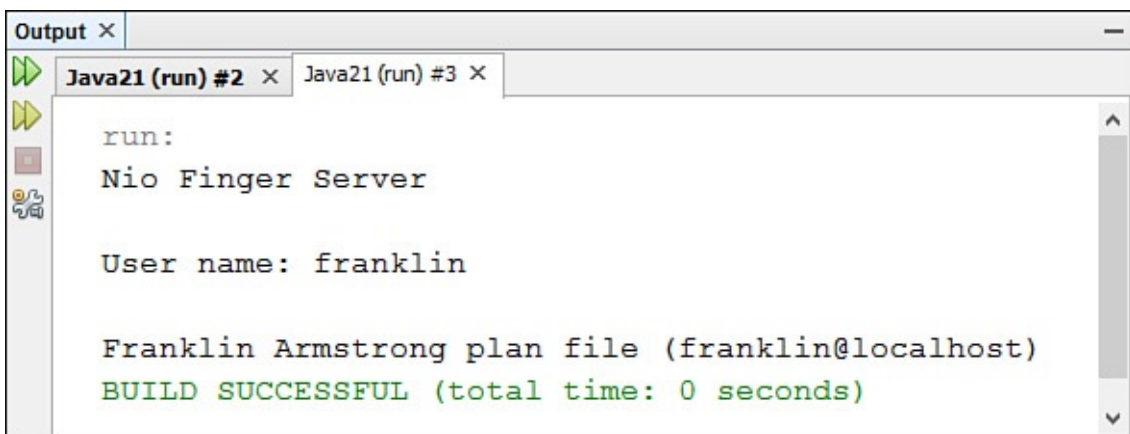 Output
Java21 (run) #2
Java21 (run) #3
run:
Nio Finger Server
User name: franklin
Franklin Armstrong plan file (franklin@localhost)
BUILD SUCCESSFUL (total time: 0 seconds)